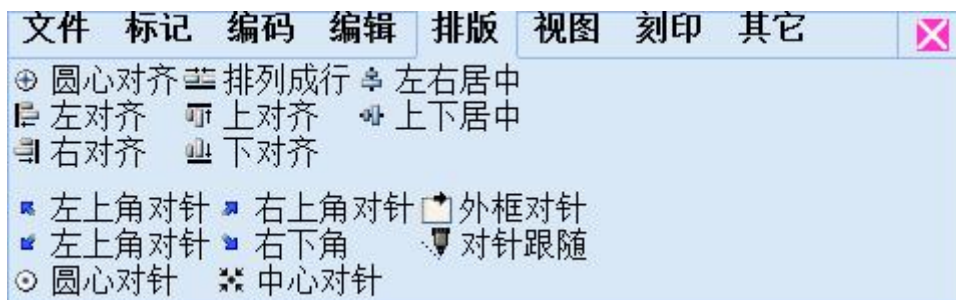 文件 标记 编码 编辑 排版 视图 刻印 其它
圆心对齐 排列成行 左右居中
左对齐 上对齐 上下居中
右对齐 下对齐
左上角对针 右上角对针 外框对针
左上角对针 右下角 对针跟随
圆心对针 中心对针